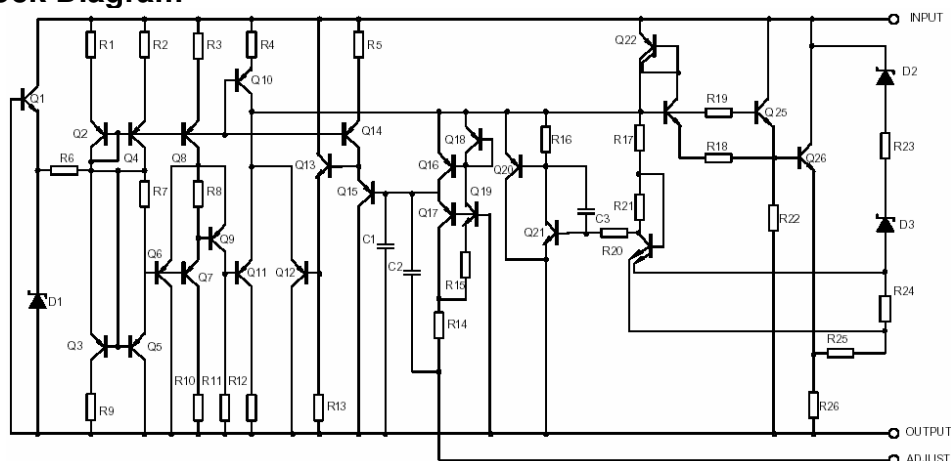 ock Diagram
INPUT
R1 R2 R3 R4 R5
Q22
D2
Q10
Q1
R19
Q2 Q4 Q8 Q14
Q18 R16 R17 Q25
R18
R23
Q13 Q16 Q20 Q26
R6
R7 R8 Q15 Q19
Q17 R21
C3
R22 D3
Q9 C1 Q21
R20
Q6 Q7 Q11 Q12
C2
R15
R24
D1
R14
Q3 Q5
R25
R10 R11 R12
R9 R13 R26
OUTPUT
ADJUST